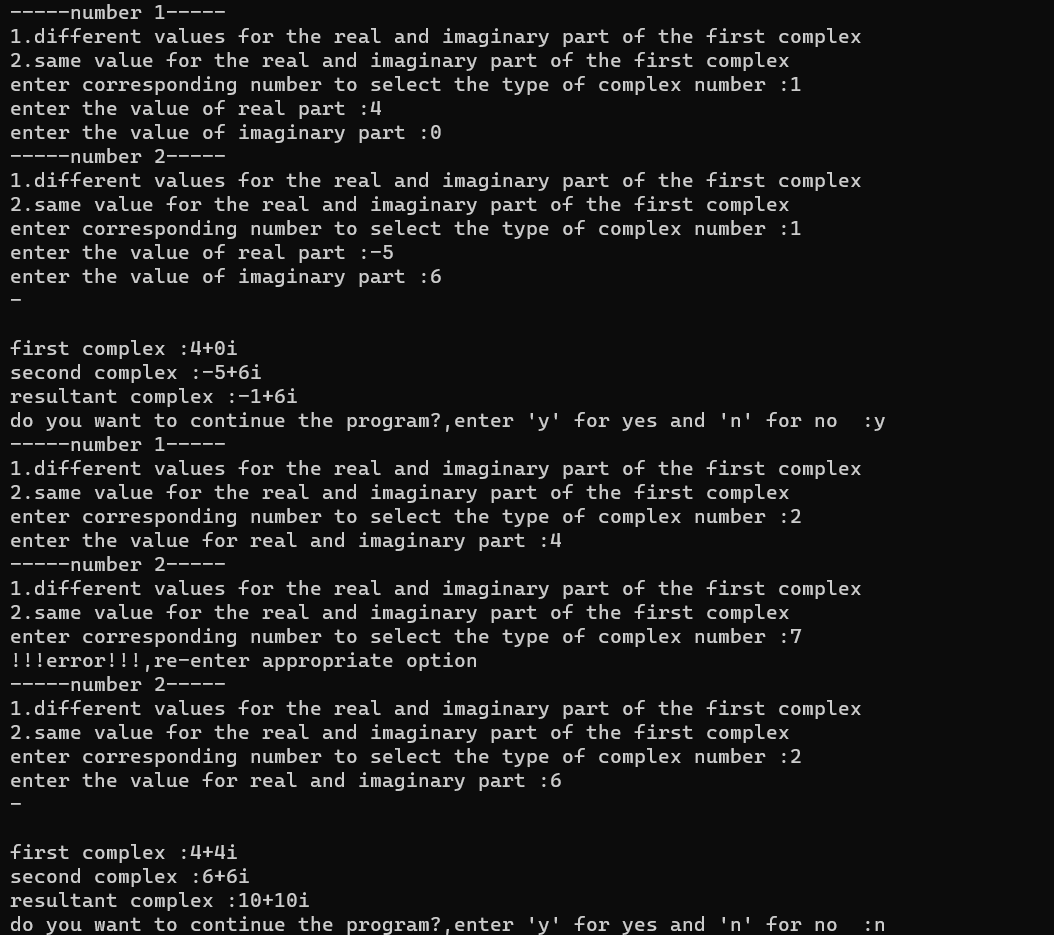 -----number 1-----
1.different values for the real and imaginary part of the first complex
2.same value for the real and imaginary part of the first complex
enter corresponding number to select the type of complex number :1
enter the value of real part :4
enter the value of imaginary part :0
-----number 2-----
1.different values for the real and imaginary part of the first complex
2.same value for the real and imaginary part of the first complex
enter corresponding number to select the type of complex number :1
enter the value of real part :-5
enter the value of imaginary part :6
-
first complex :4+0i
second complex :-5+6i
resultant complex :-1+6i
do you want to continue the program?,enter 'y' for yes and 'n' for no  :y
-----number 1-----
1.different values for the real and imaginary part of the first complex
2.same value for the real and imaginary part of the first complex
enter corresponding number to select the type of complex number :2
enter the value for real and imaginary part :4
-----number 2-----
1.different values for the real and imaginary part of the first complex
2.same value for the real and imaginary part of the first complex
enter corresponding number to select the type of complex number :7
!!!error!!!,re-enter appropriate option
-----number 2-----
1.different values for the real and imaginary part of the first complex
2.same value for the real and imaginary part of the first complex
enter corresponding number to select the type of complex number :2
enter the value for real and imaginary part :6
-
first complex :4+4i
second complex :6+6i
resultant complex :10+10i
do you want to continue the program?,enter 'y' for yes and 'n' for no  :n